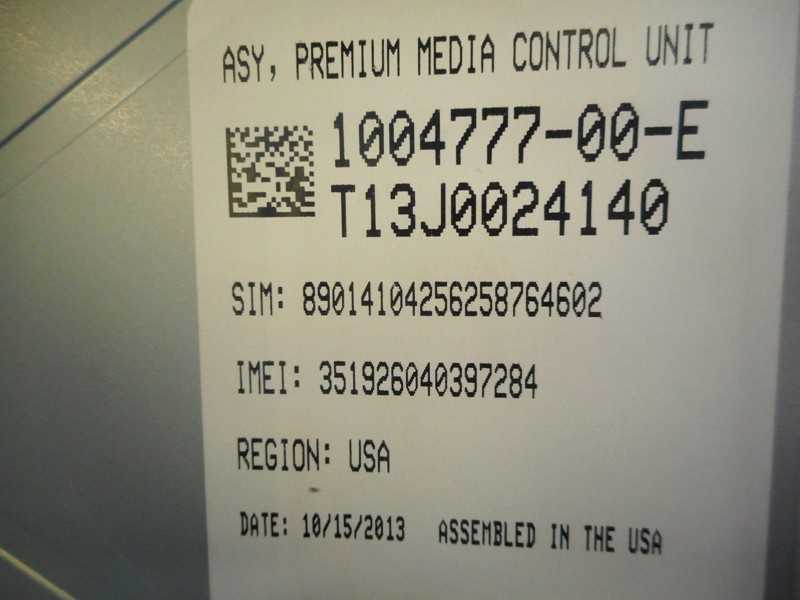 ASY, PREMIUM MEDIA CONTROL UNIT
1004777-00-E
T13J0024140
SIM: 89014104256258764602
IMEI: 351926040397284
REGION: USA
DATE: 10/15/2013 ASSEMBLED IN THE USA